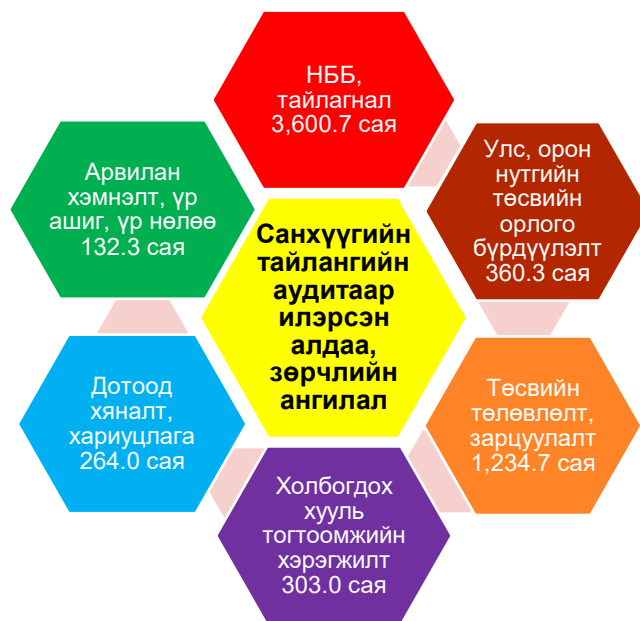 НББ,
тайлагнал
3,600.7 сая
Улс, орон
нутгийн
төсвийн
орлого
бүрдүүлэлт
360.3 сая
Төсвийн
төлөвлөлт,
зарцуулалт
1,234.7 сая
Холбогдох
хууль
тогтоомжийн
хэрэгжилт
303.0 сая
Дотоод
хяналт,
хариуцлага
264.0 сая
Арвилан
хэмнэлт, үр
ашиг, үр нөлөө
132.3 сая
Санхүүгийн
тайлангийн
аудитаар
илэрсэн
алдаа,
зөрчлийн
ангилал